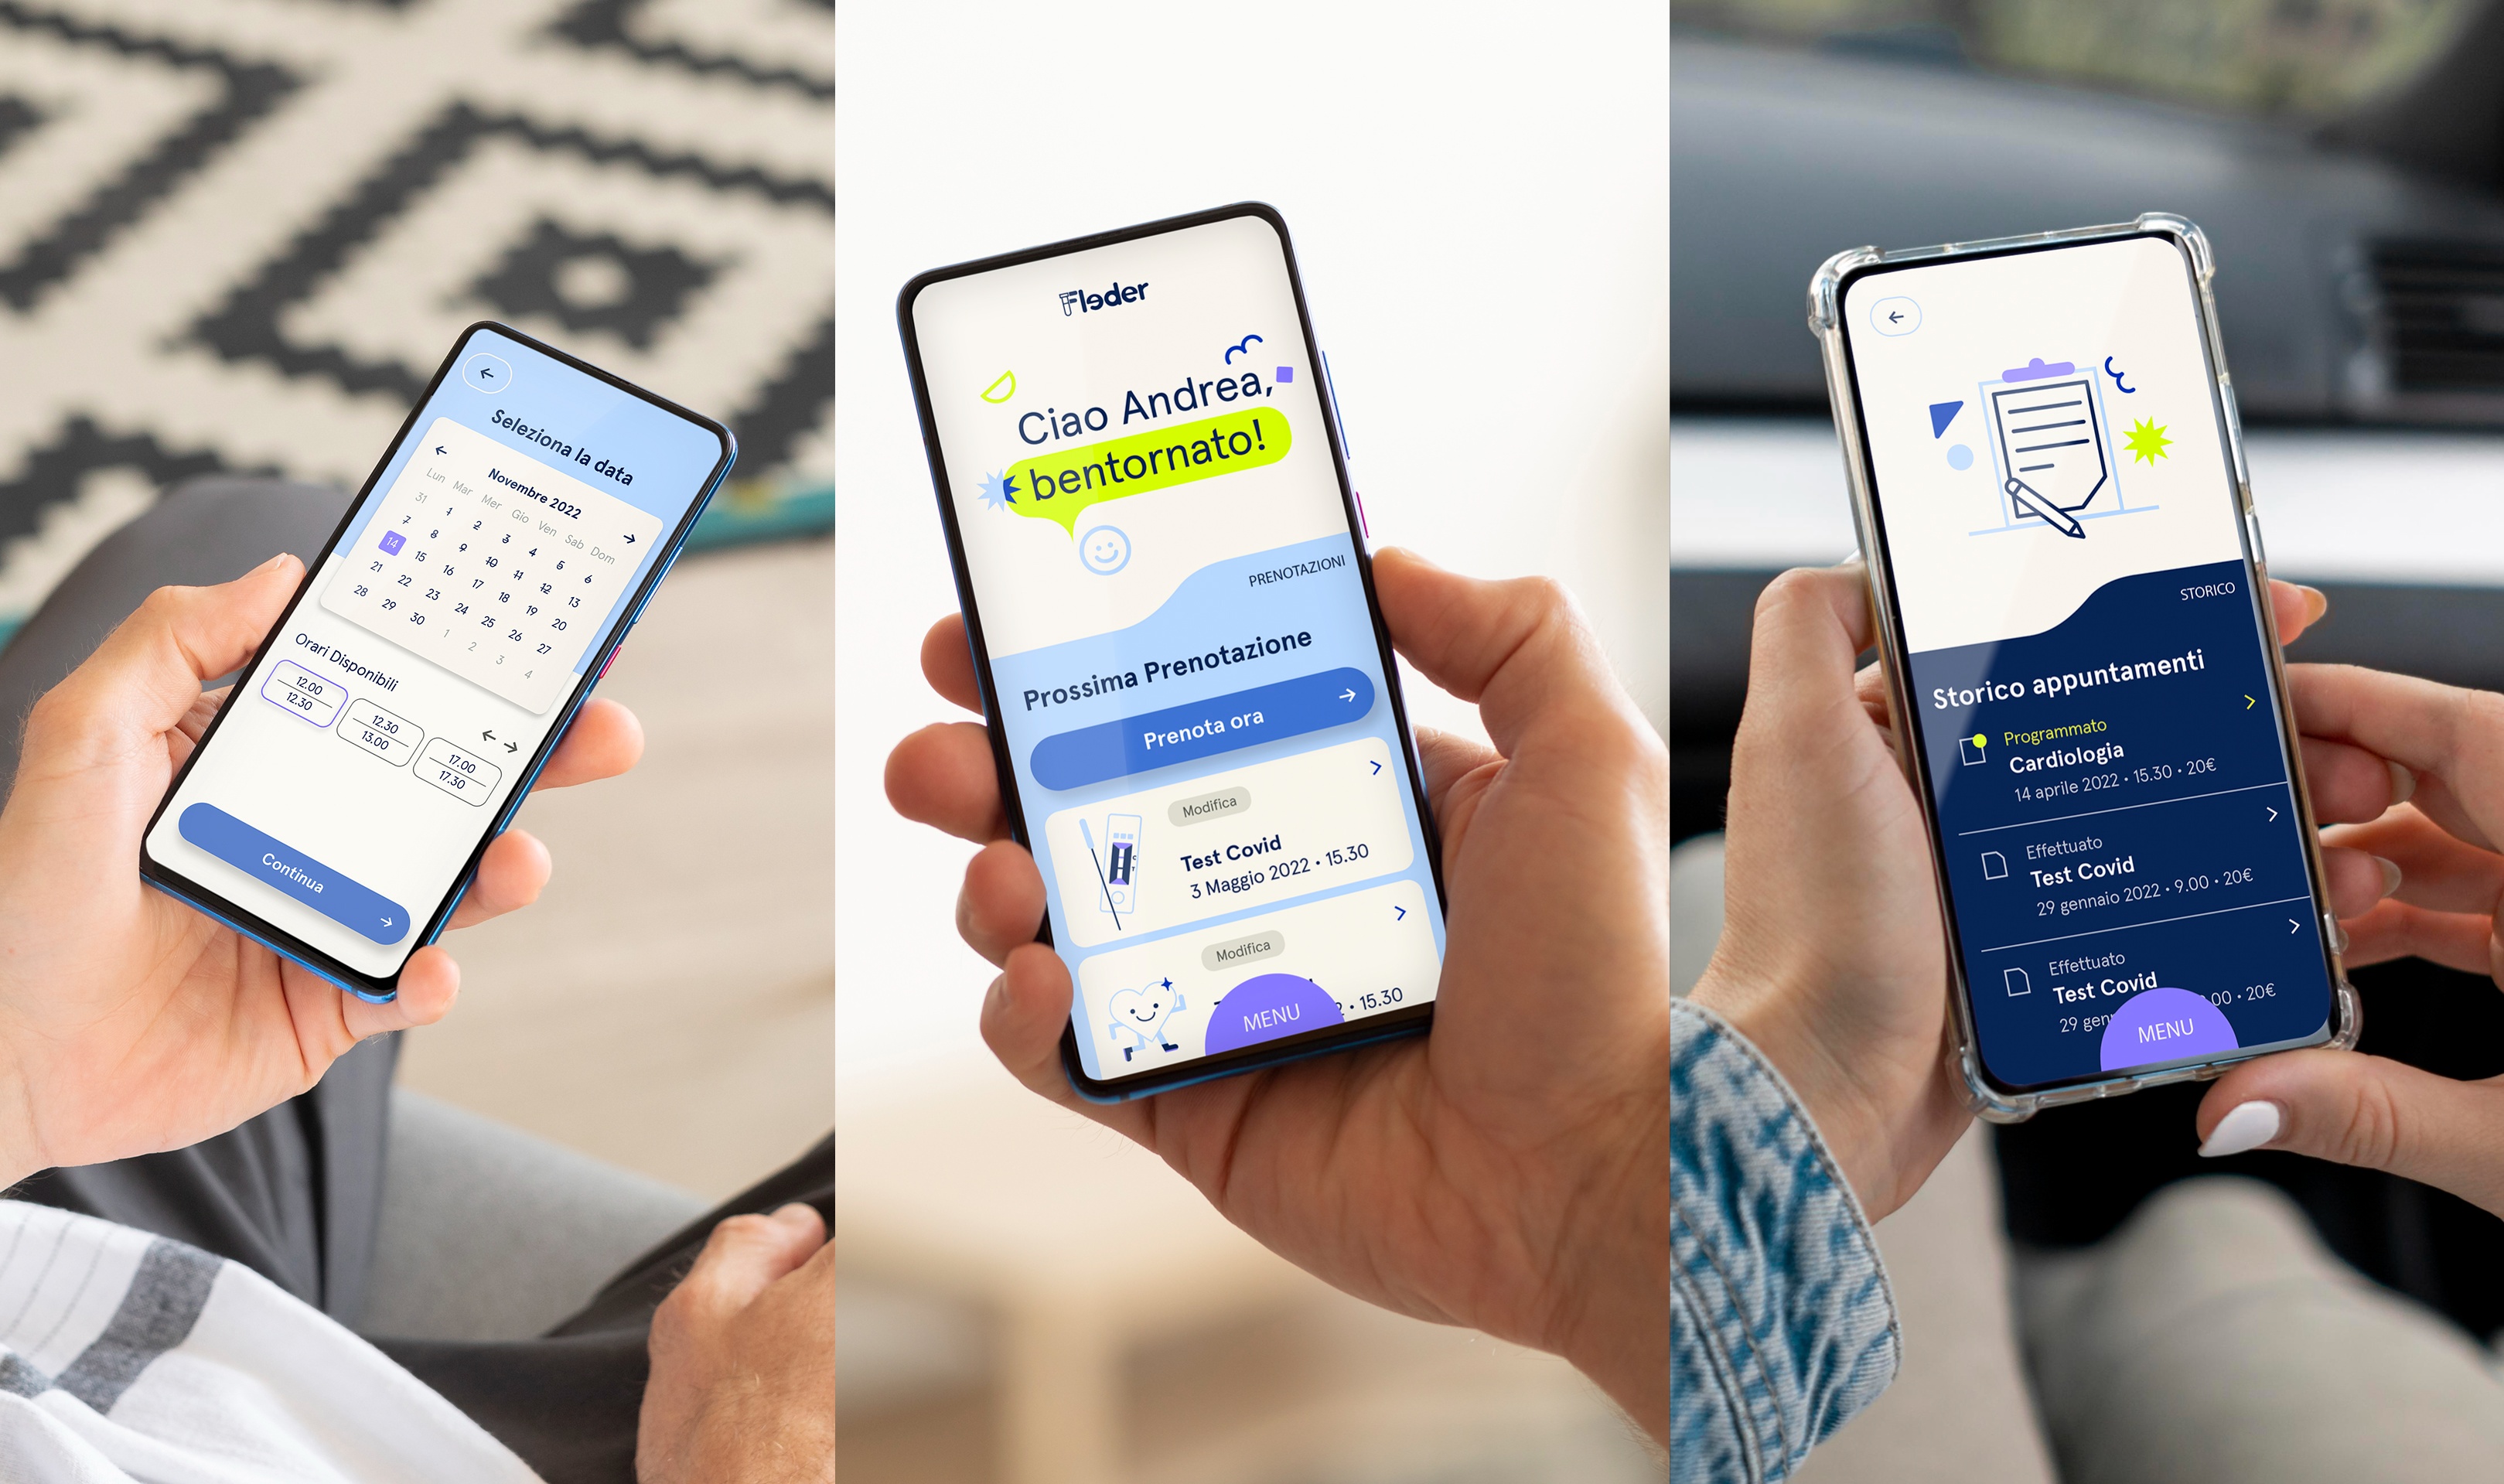 Seleziona la data
Novembre 2022
Lun Mar Mer Gio Ven Sab Dom
31 1 2 3 4 5 6
7 8 9 10 11 12 13
14 15 16 17 18 19 20
21 22 23 24 25 26 27
28 29 30 1 2 3 4
Orari Disponibili
12.00
12.30
12.30
13.00
17.00
17.30
Continua
Fleder
Ciao Andrea,
bentornato!
PRENOTAZIONI
Prossima Prenotazione
Prenota ora
Modifica
Test Covid
3 Maggio 2022 • 15.30
C
T
Modifica
• 15.30
MENU
STORICO
Storico appuntamenti
Programmato
Cardiologia
14 aprile 2022 • 15.30 • 20€
Effettuato
Test Covid
29 gennaio 2022 • 9.00 • 20€
Effettuato
Test Covid
29 genn .00 • 20€
MENU